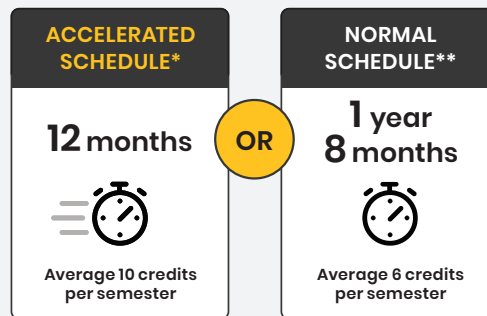 ACCELERATED
SCHEDULE*
12 months
Average 10 credits
per semester
OR
NORMAL
SCHEDULE**
1 year
8 months
Average 6 credits
per semester